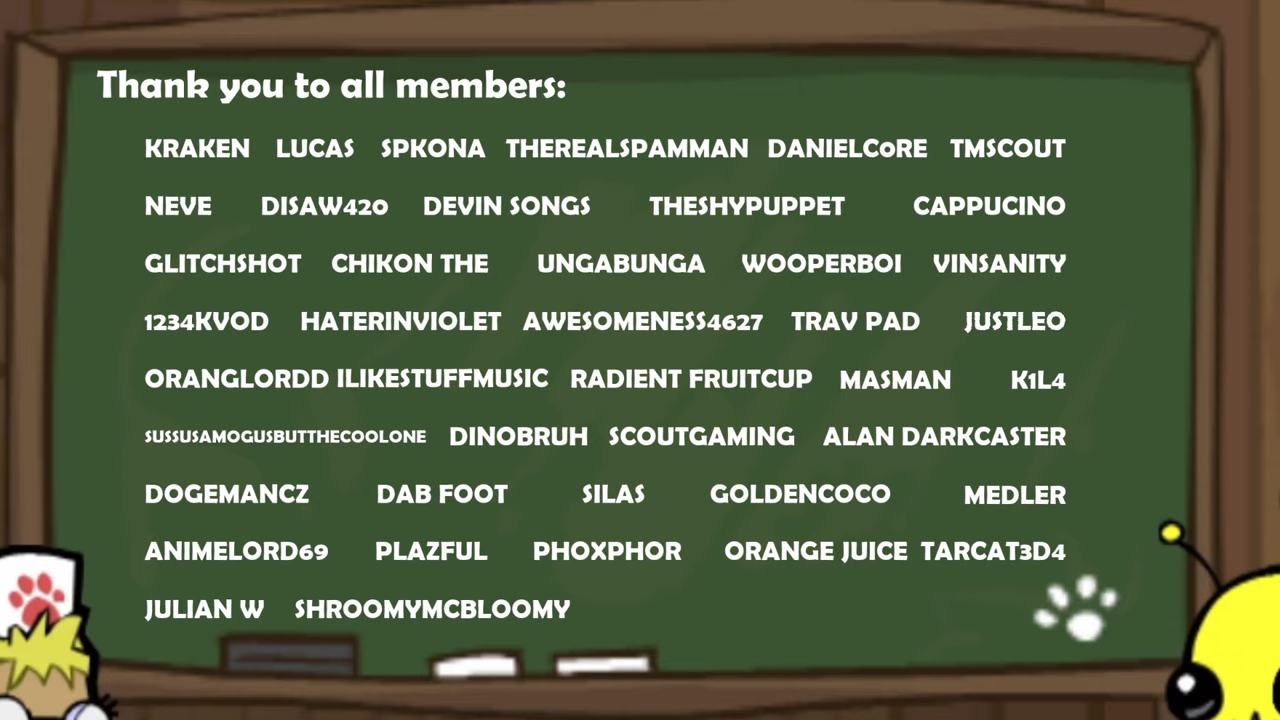 Thank you to all members:
KRAKEN LUCAS SPKONA THEREALSPAMMAN DANIELC0RE TMSCOUT
NEVE DISAW420 DEVIN SONGS THESHYPUPPET CAPPUCINO
GLITCHSHOT CHIKON THE UNGABUNGA WOOPERBOI VINSANITY
1234KVOD HATERINVIOLET AWESOMENESS4627 TRAV PAD JUSTLEO
ORANGLORDD ILIKESTUFFMUSIC RADIENT FRUITCUP MASMAN K1L4
SUSSUSAMOGUSBUTTHECOOLONE DINOBRUH SCOUTGAMING ALAN DARKCASTER
DOGEMANCZ DAB FOOT SILAS GOLDENCOCO MEDLER
ANIMELORD69 PLAZFUL PHOXPHOR ORANGE JUICE TARCAT3D4
JULIAN W SHROOMYMCBLOOMY